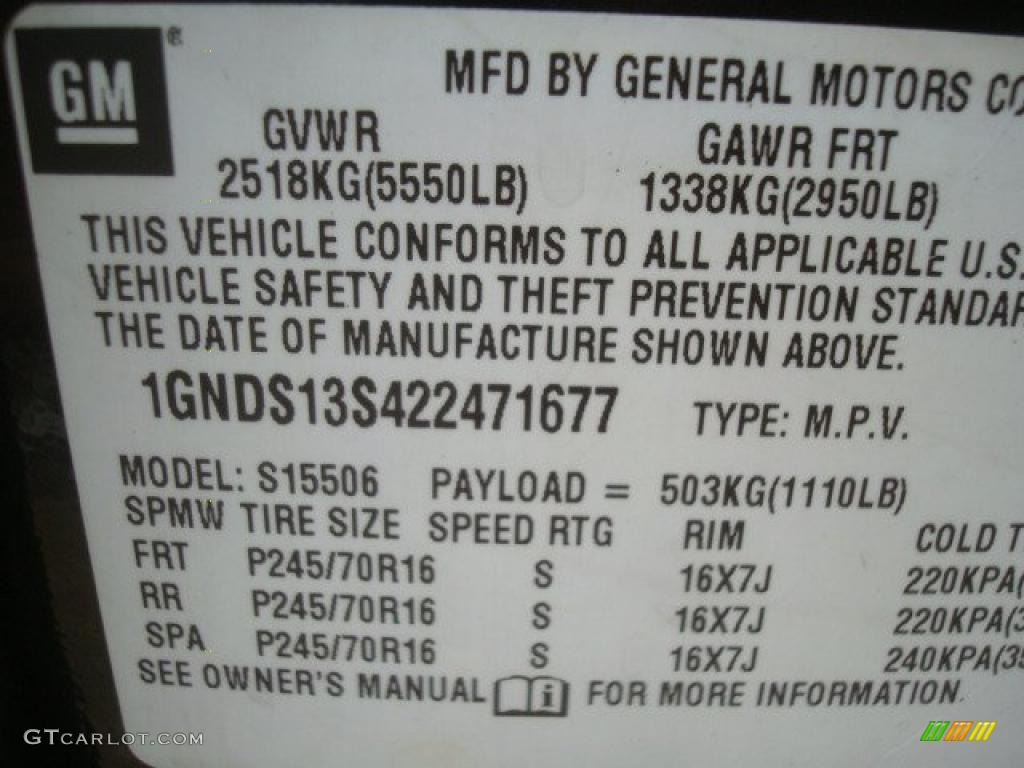 GM®
MFD BY GENERAL MOTORS
GVWR GAWR FRT
2518KG(5550LB) 1338KG(2950LB)
THIS VEHICLE CONFORMS TO ALL APPLICABLE U.S.
VEHICLE SAFETY AND THEFT PREVENTION
THE DATE OF MANUFACTURE SHOWN ABOVE.
1GNDS13S422471677 TYPE: M.P.V.
MODEL: S15506 PAYLOAD = 503KG(1110LB)
SPMW TIRE SIZE SPEED RTG RIM COLD
FRT P245/70R16 S 16X7J 220KPA(
RR P245/70R16 S 16X7J 220KPA(
SPA P245/70R16 S 16X7J 240KPA(
SEE OWNER'S MANUAL i FOR MORE INFORMATION.
GTCARLOT.COM